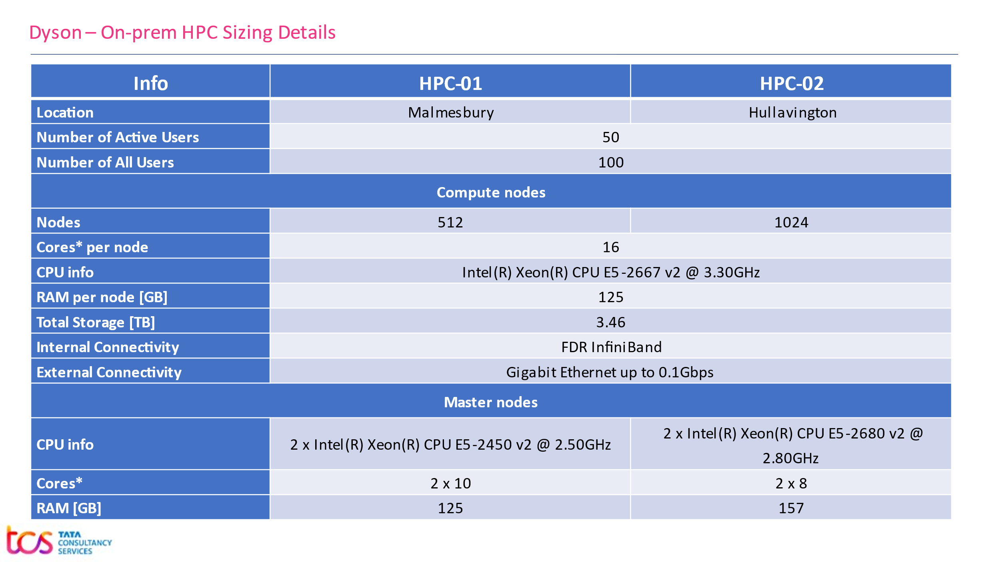 Dyson – On-prem HPC Sizing Details
Info HPC-01 HPC-02
Location Malmesbury Hullavington
Number of Active Users 50
Number of All Users 100
Compute nodes
Nodes 512 1024
Cores* per node 16
CPU info Intel(R) Xeon(R) CPU E5-2667 v2 @ 3.30GHz
RAM per node [GB] 125
Total Storage [TB] 3.46
Internal Connectivity FDR InfiniBand
External Connectivity Gigabit Ethernet up to 0.1Gbps
Master nodes
CPU info 2 x Intel(R) Xeon(R) CPU E5-2450 v2 @ 2.50GHz 2 x Intel(R) Xeon(R) CPU E5-2680 v2 @
2.80GHz
Cores* 2 x 10 2 x 8
RAM [GB] 125 157
tcs TATA
CONSULTANCY
SERVICES